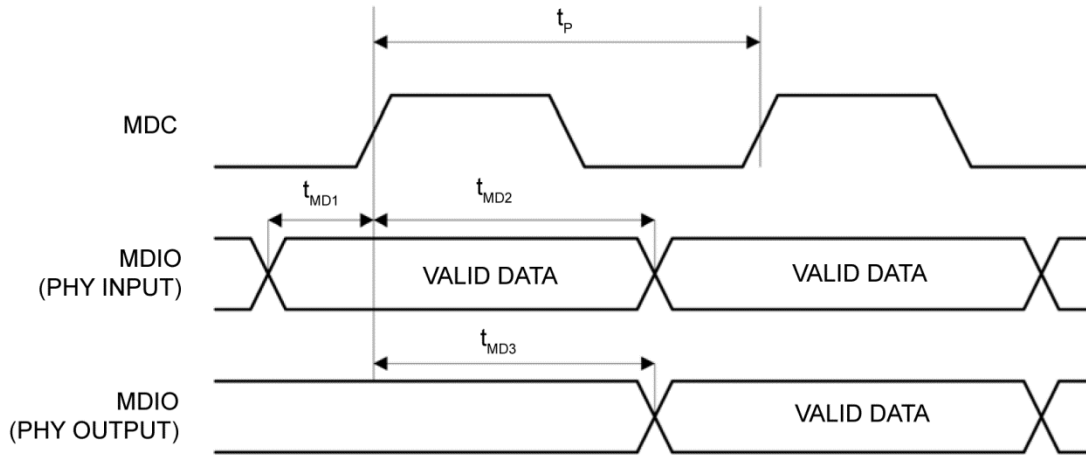 tP
MDC
tMD1
tMD2
MDIO
(PHY INPUT)
VALID DATA
VALID DATA
tMD3
MDIO
(PHY OUTPUT)
VALID DATA